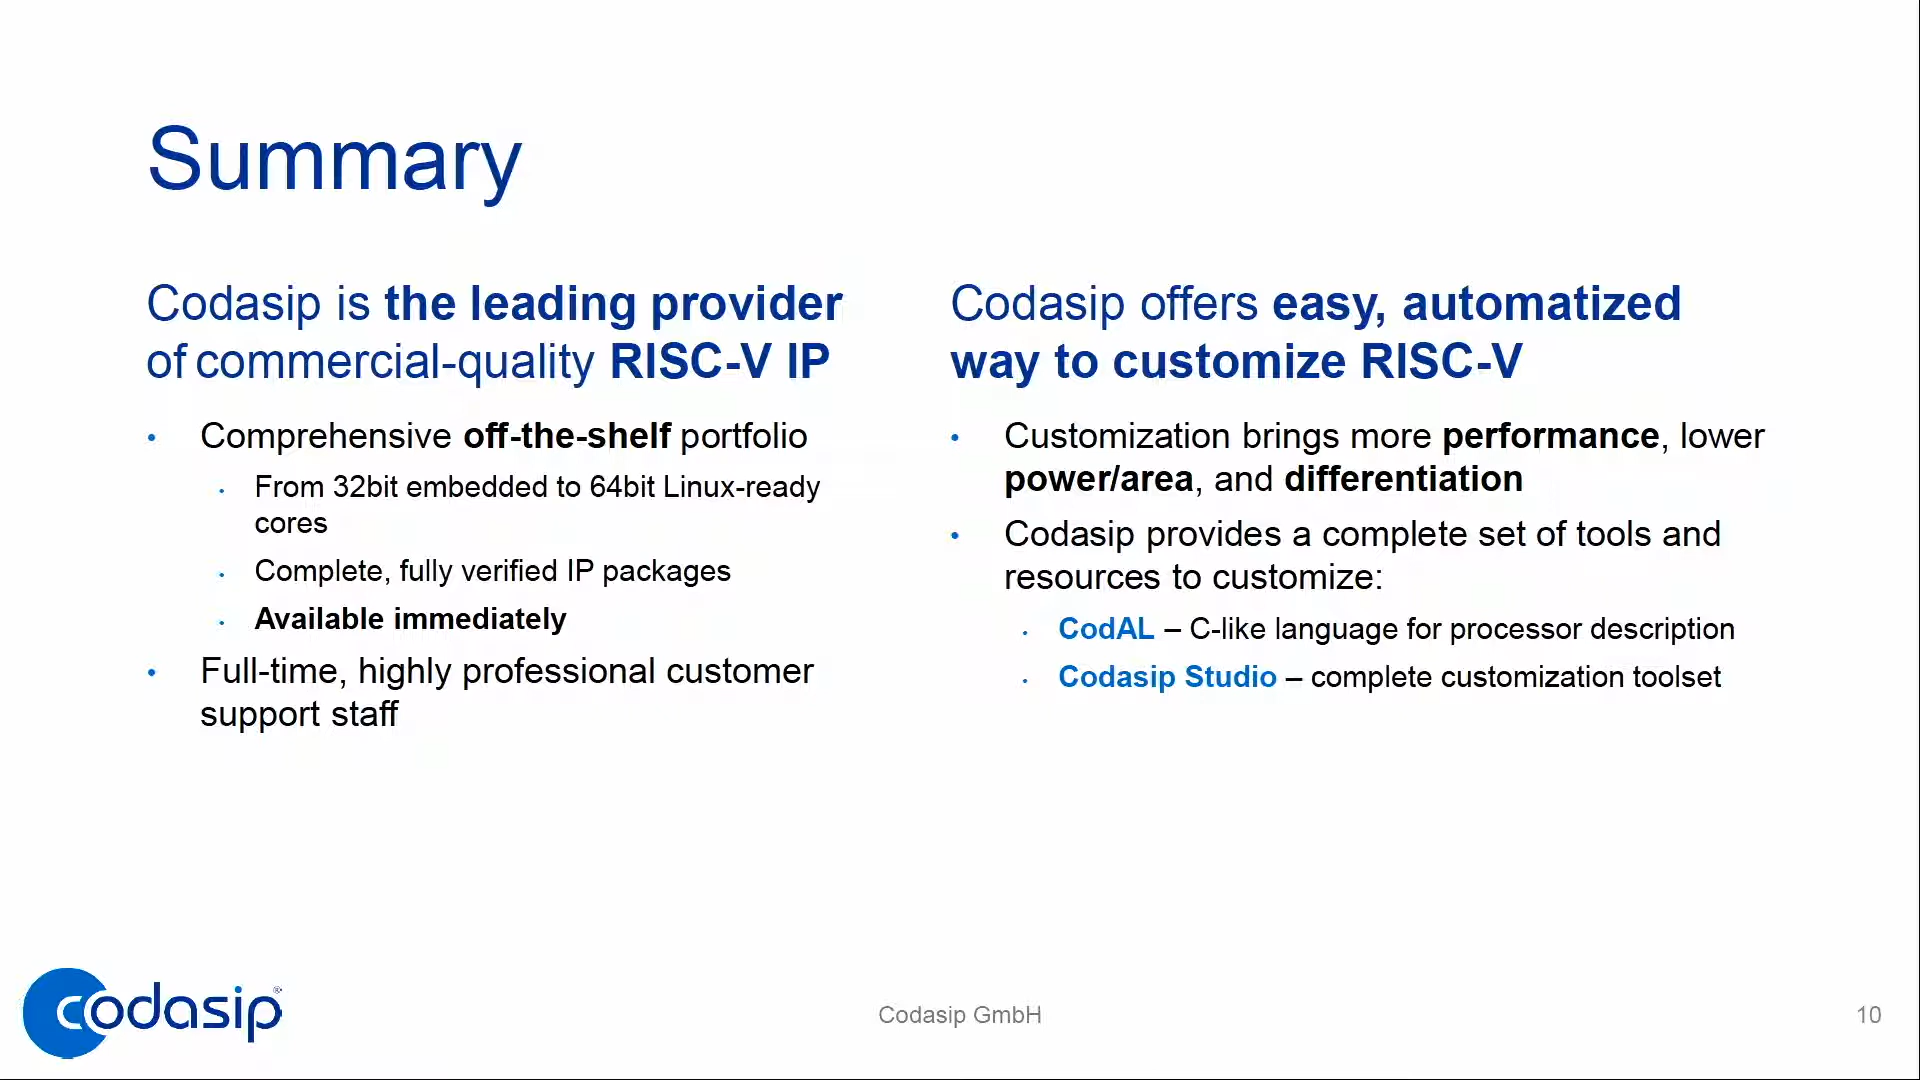 Summary
Codasip is the leading provider
of commercial-quality RISC-V IP
• Comprehensive off-the-shelf portfolio
• From 32bit embedded to 64bit Linux-ready
cores
• Complete, fully verified IP packages
• Available immediately
• Full-time, highly professional customer
support staff
Codasip offers easy, automatized
way to customize RISC-V
• Customization brings more performance, lower
power/area, and differentiation
• Codasip provides a complete set of tools and
resources to customize:
• CodAL – C-like language for processor description
• Codasip Studio – complete customization toolset
codasip®
Codasip GmbH
10